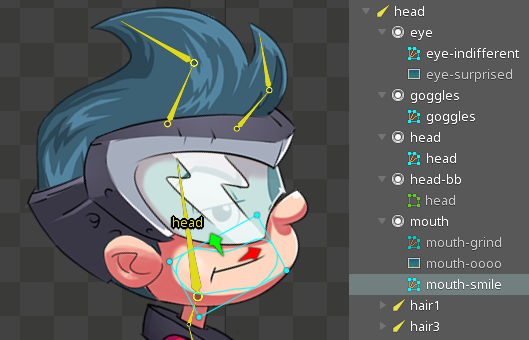 head
eye
eye-indifferent
eye-surprised
goggles
goggles
head
head
head-bb
head
mouth
mouth-grind
mouth-oooo
mouth-smile
hair1
hair3
head